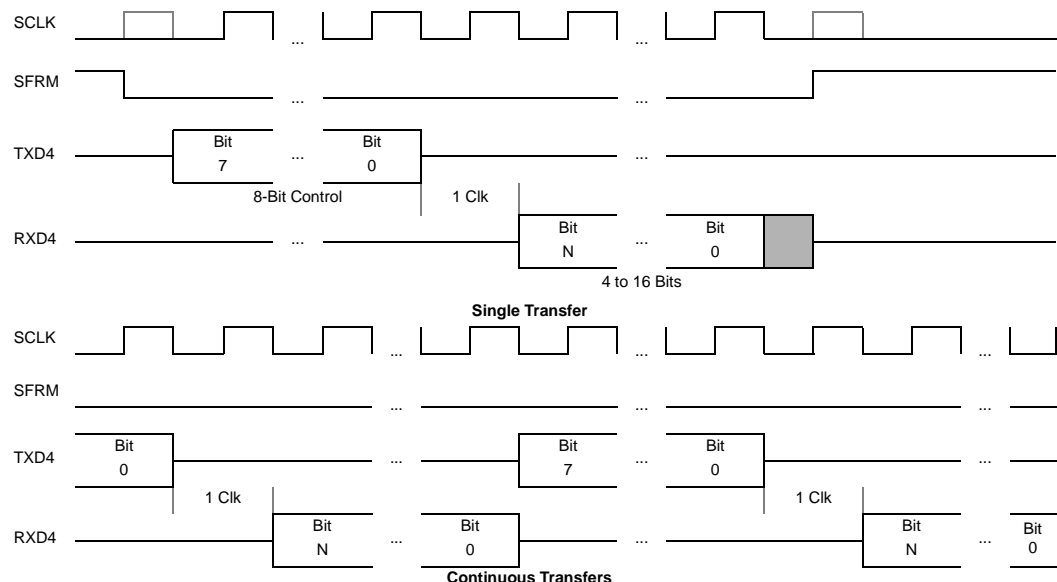 SCLK
... ...
SFRM
... ...
TXD4 Bit 7 ... Bit 0 ...
8-Bit Control 1 Clk
RXD4 ... Bit N ... Bit 0
4 to 16 Bits
Single Transfer
SCLK
... ... ...
SFRM
... ... ...
TXD4 Bit 0 ... Bit 7 ... Bit 0 ...
1 Clk 1 Clk
RXD4 Bit N ... Bit 0 ... Bit N ... Bit 0
Continuous Transfers